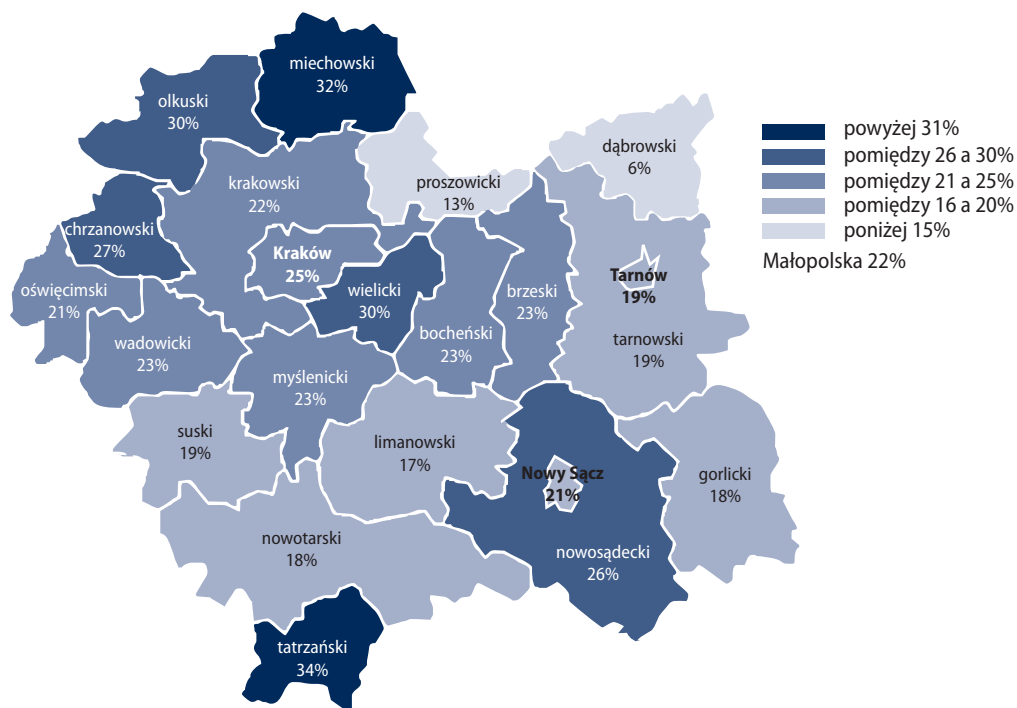 miechowski
32%
olkuski
30%
dąbrowski
6%
proszowicki
13%
krakowski
22%
chrzanowski
27%
Kraków
25%
oświęcimski
21%
wielicki
30%
brzeski
23%
Tarnów
19%
bocheński
23%
wadowicki
23%
tarnowski
19%
myślenicki
23%
suski
19%
limanowski
17%
Nowy Sącz
21%
gorlicki
18%
nowotarski
18%
nowosądecki
26%
tatrzański
34%
powyżej 31%
pomiędzy 26 a 30%
pomiędzy 21 a 25%
pomiędzy 16 a 20%
poniżej 15%
Małopolska 22%